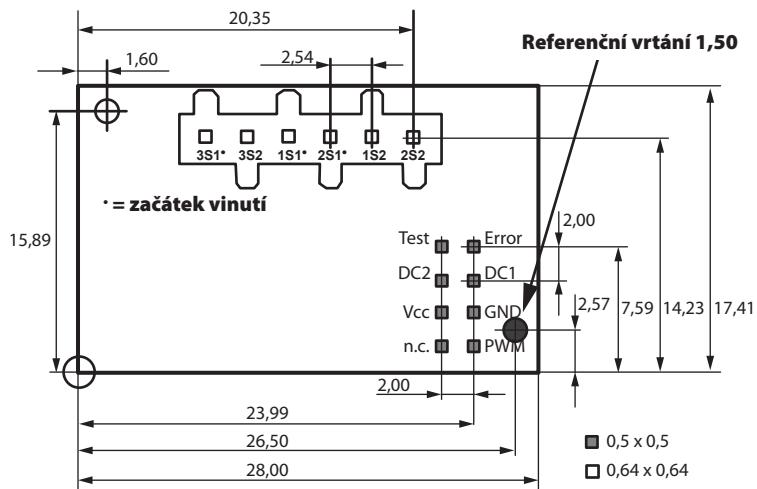 20,35
Referenční vrtání 1,50
1,60
2,54
3S1• 3S2 1S1• 2S1• 1S2 2S2
• = začátek vinutí
15,89
Test Error
2,00
DC2 DC1
Vcc GND
2,57 7,59 14,23 17,41
n.c. PWM
2,00
23,99
26,50
0,5 x 0,5
28,00
0,64 x 0,64